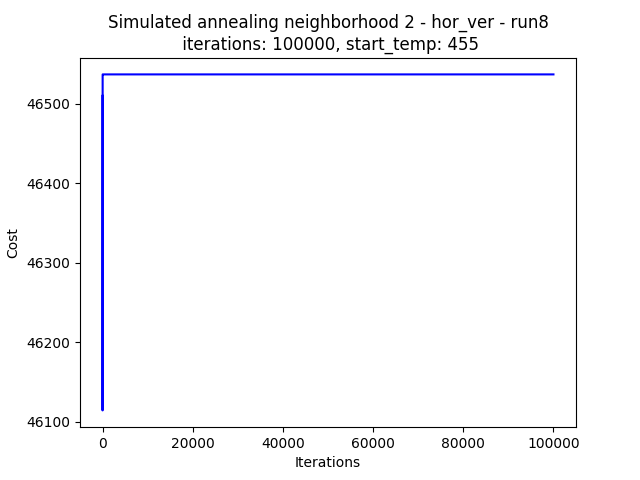 Simulated annealing neighborhood 2 - hor_ver - run8
iterations: 100000, start_temp: 455
46500
46400
46300
46200
46100
Cost
0 20000 40000 60000 80000 100000
Iterations